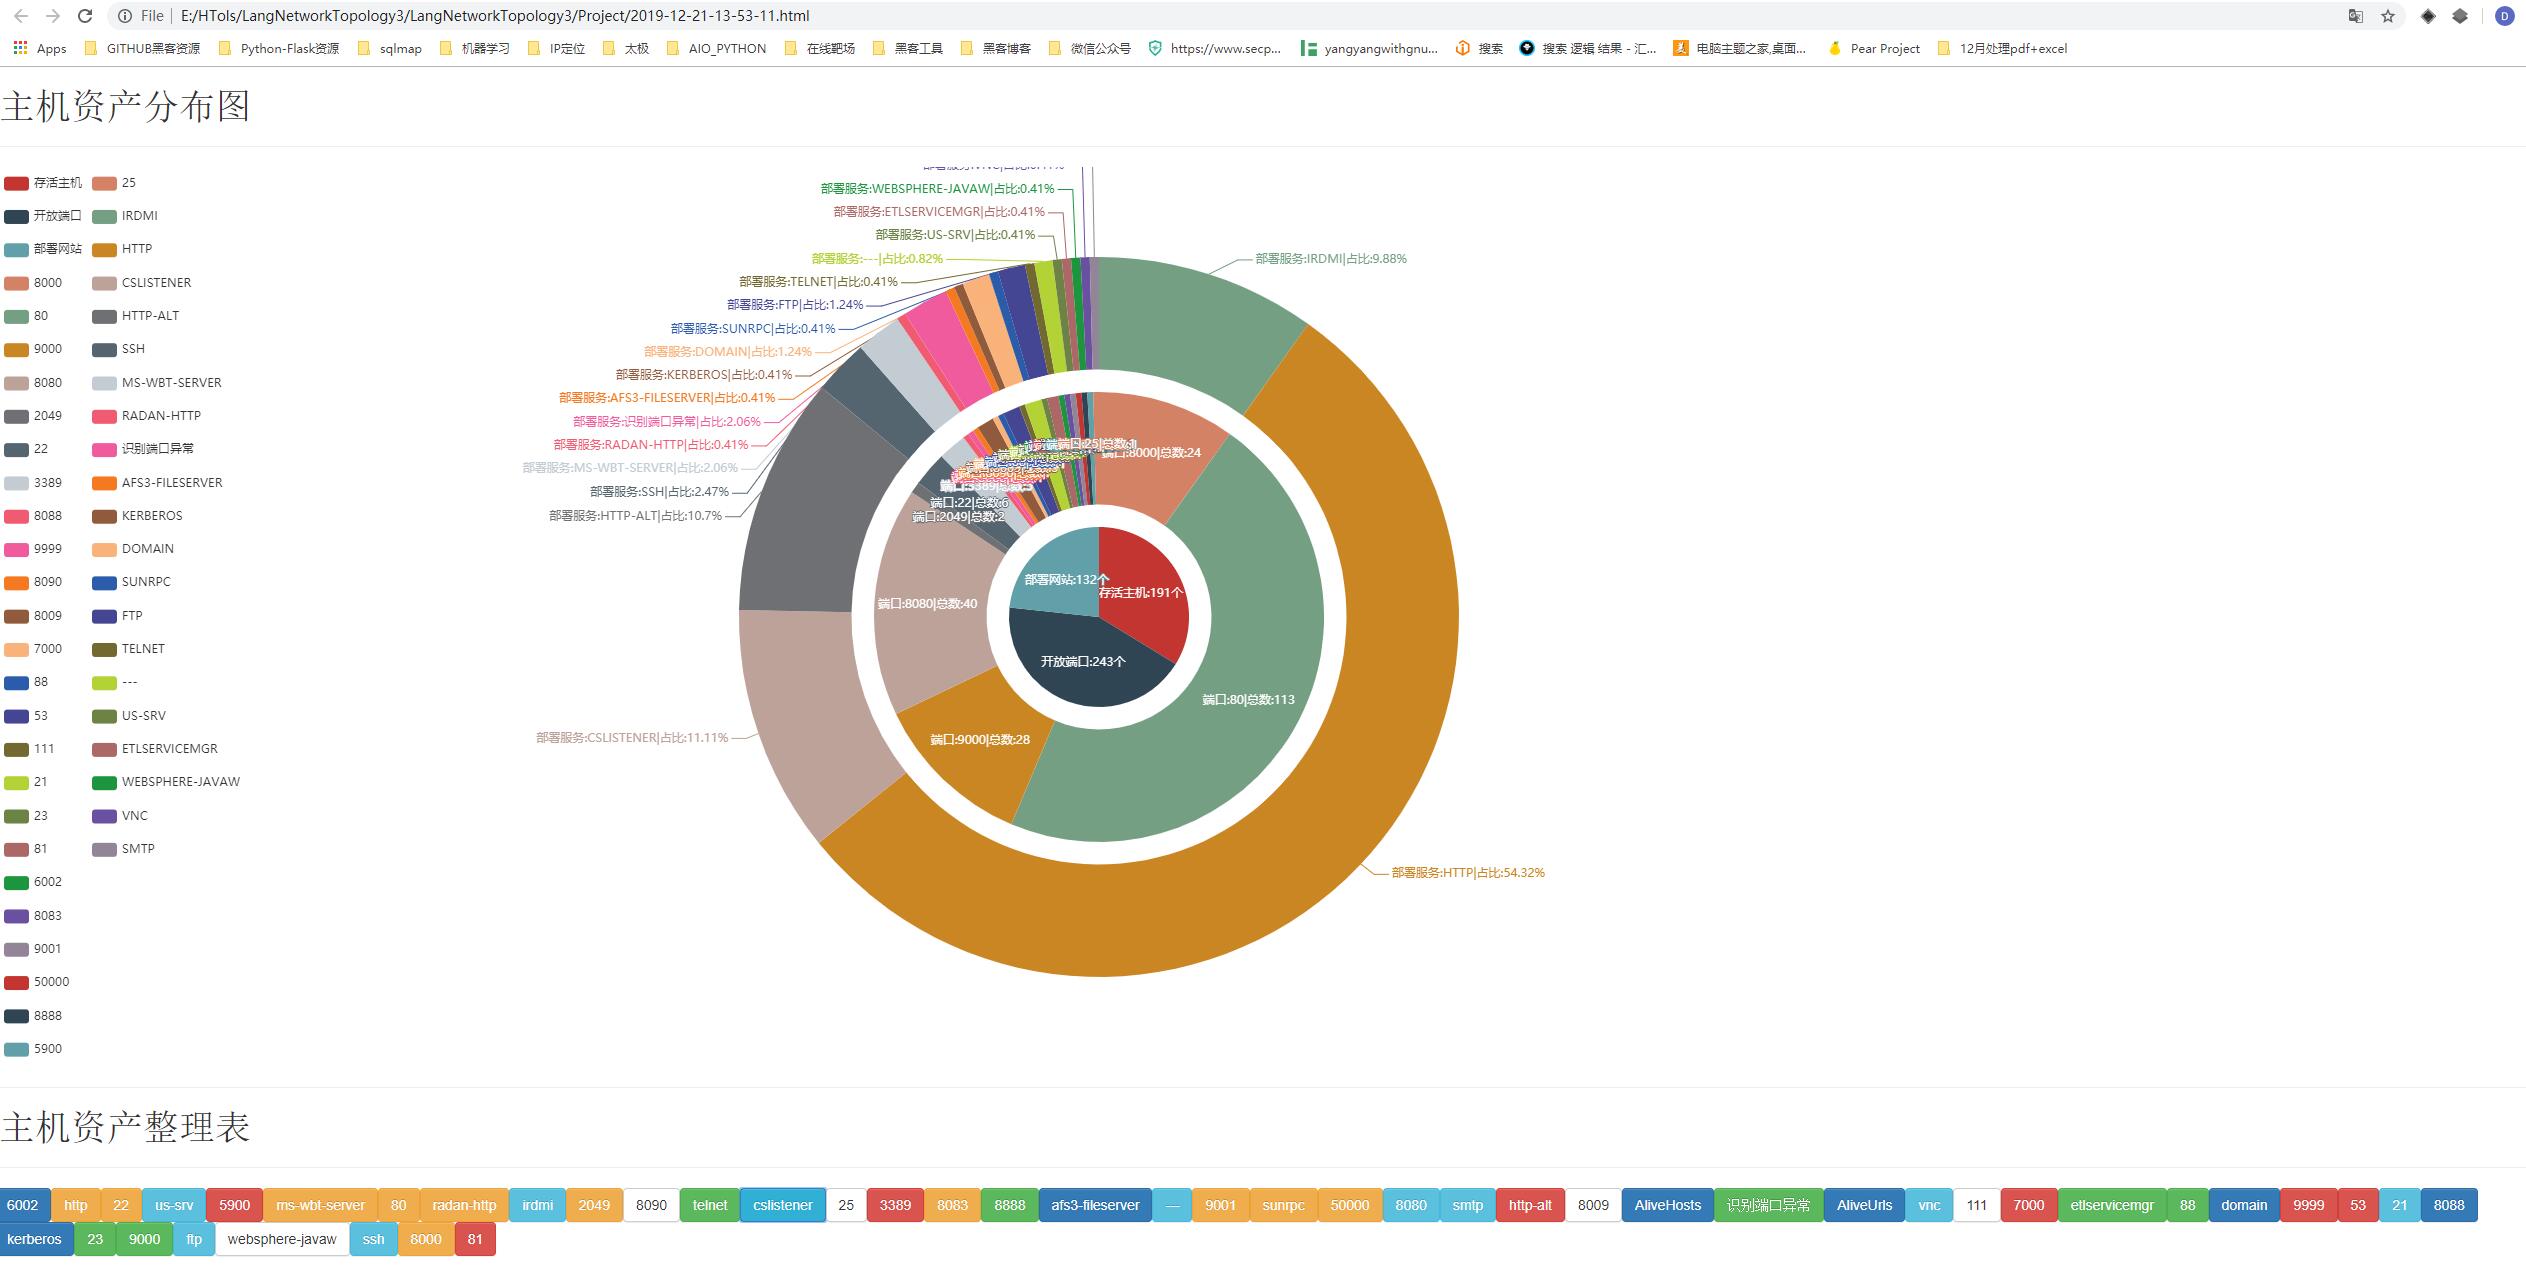 File E:/HTols/LangNetworkTopology3/LangNetworkTopology3/Project/2019-12-21-13-53-11.html
D
Apps GITHUB黑客资源 Python-Flask资源 sqlmap 机器学习 IP定位 太极 AIO_PYTHON 在线靶场 黑客工具 黑客博客 微信公众号 https://www.secp... yangyangwithgnu... 搜索 搜索 逻辑 结果 - 汇... 电脑主题之家,桌面... Pear Project 12月处理pdf+excel
主机资产分布图
存活主机
开放端口
部署网站
8000
80
9000
8080
2049
22
3389
8088
9999
8090
8009
7000
88
53
111
21
23
81
6002
8083
9001
50000
8888
5900
25
IRDMI
HTTP
CSLISTENER
HTTP-ALT
SSH
MS-WBT-SERVER
RADAN-HTTP
识别端口异常
AFS3-FILESERVER
KERBEROS
DOMAIN
SUNRPC
FTP
TELNET
---
US-SRV
ETLSERVICEMGR
WEBSPHERE-JAVAW
VNC
SMTP
部署服务:WEBSPHERE-JAVAW|占比:0.41%
部署服务:ETLSERVICEMGR|占比:0.41%
部署服务:US-SRV|占比:0.41%
部署服务:---|占比:0.82%
部署服务:TELNET|占比:0.41%
部署服务:FTP|占比:1.24%
部署服务:SUNRPC|占比:0.41%
部署服务:DOMAIN|占比:1.24%
部署服务:KERBEROS|占比:0.41%
部署服务:AFS3-FILESERVER|占比:0.41%
部署服务:识别端口异常|占比:2.06%
部署服务:RADAN-HTTP|占比:0.41%
部署服务:MS-WBT-SERVER|占比:2.06%
部署服务:SSH|占比:2.47%
部署服务:HTTP-ALT|占比:10.7%
部署服务:CSLISTENER|占比:11.11%
部署服务:IRDMI|占比:9.88%
部署服务:HTTP|占比:54.32%
端口:25|总数:1
端口:8000|总数:24
端口:22|总数:6
端口:2049|总数:2
端口:8080|总数:40
端口:9000|总数:28
端口:80|总数:113
部署网站:132个
存活主机:191个
开放端口:243个
主机资产整理表
6002 http 22 us-srv 5900 ms-wbt-server 80 radan-http irdmi 2049 8090 telnet cslistener 25 3389 8083 8888 afs3-fileserver --- 9001 sunrpc 50000 8080 smtp http-alt 8009 AliveHosts 识别端口异常 AliveUrls vnc 111 7000 etlservicemgr 88 domain 9999 53 21 8088
kerberos 23 9000 ftp websphere-javaw ssh 8000 81